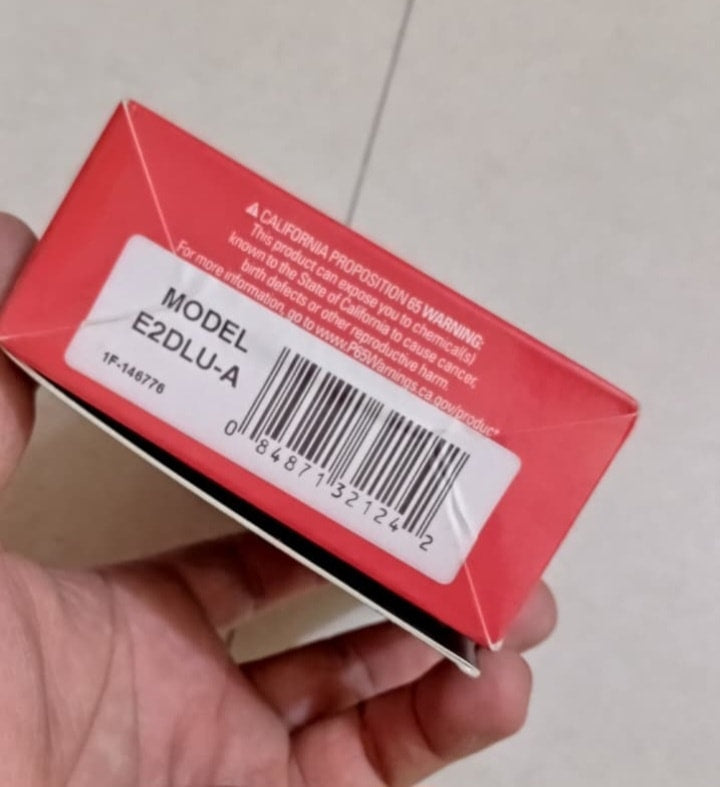 ⚠ CALIFORNIA PROPOSITION 65 WARNING:
This product can expose you to chemical(s)
known to the State of California to cause cancer,
birth defects or other reproductive harm.
For more information, go to www.P65Warnings.ca.gov/product
MODEL
E2DLU-A
1F-146776
0 84871 32124 2